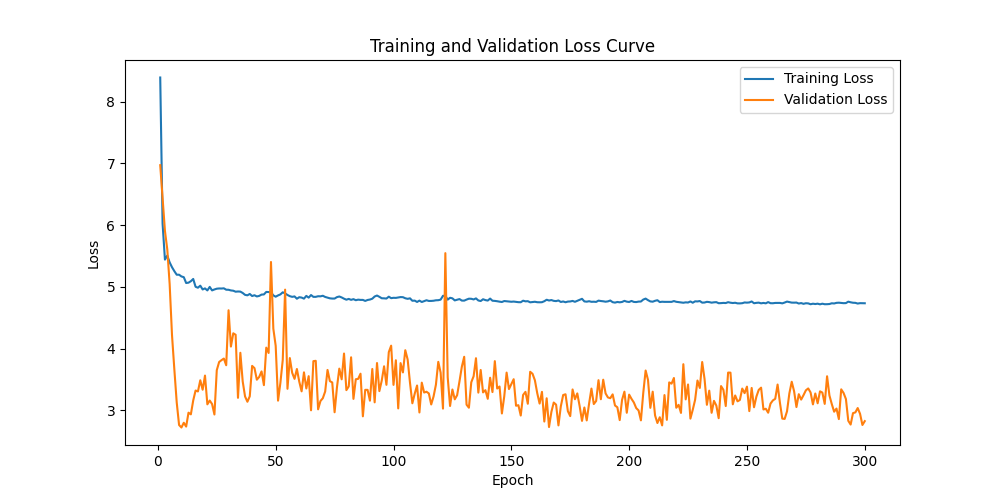 Training and Validation Loss Curve
Training Loss
Validation Loss
Loss
8
7
6
5
4
3
0 50 100 150 200 250 300
Epoch